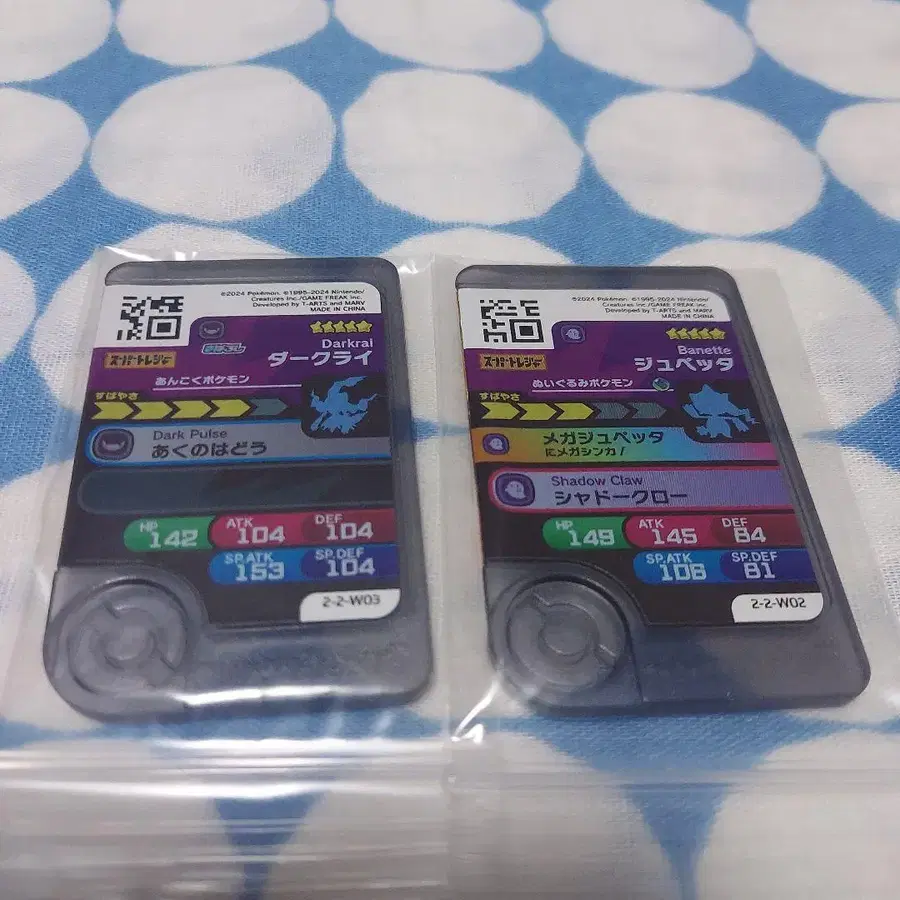 ©2024 Pokémon. ©1995-2024 Nintendo/
Creatures Inc./GAME FREAK inc.
Developed by T-ARTS and MARV
MADE IN CHINA
スーパートレジャー
Darkrai
ダークライ
あんこくポケモン
すばやさ
Dark Pulse
あくのはどう
HP 142 ATK 104 DEF 104
SP.ATK 153 SP.DEF 104
2-2-W03
©2024 Pokémon. ©1995-2024 Nintendo/
Creatures Inc./GAME FREAK inc.
Developed by T-ARTS and MARV
MADE IN CHINA
スーパートレジャー
Banette
ジュペッタ
ぬいぐるみポケモン
すばやさ
メガジュペッタ
にメガシンカ!
Shadow Claw
シャドークロー
HP 149 ATK 145 DEF 84
SP.ATK 106 SP.DEF 81
2-2-W02